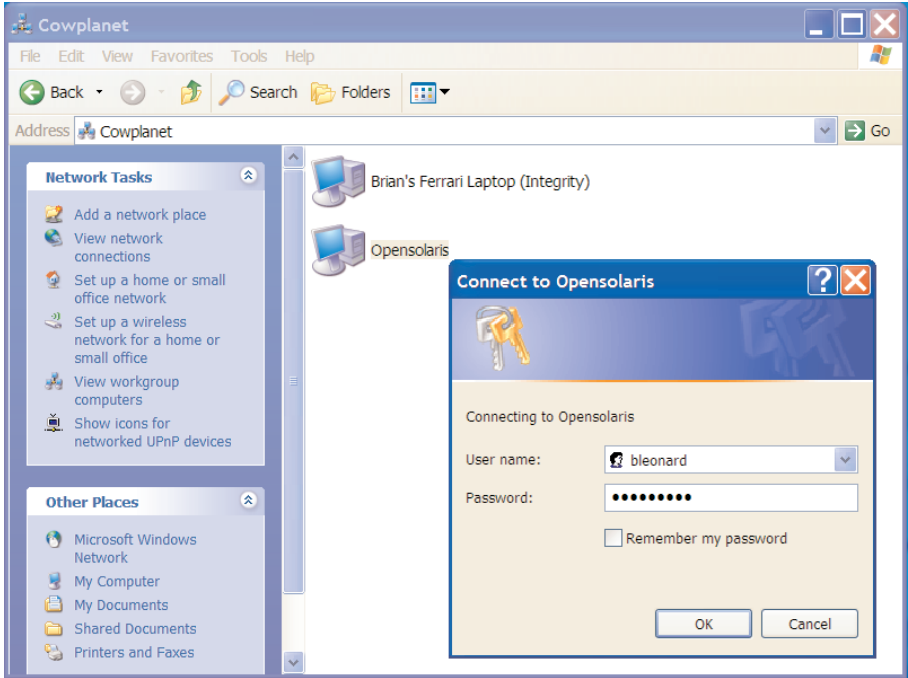 Cowplanet
File Edit View Favorites Tools Help
Back Search Folders
Address Cowplanet Go
Network Tasks
Add a network place
View network
connections
Set up a home or small
office network
Set up a wireless
network for a home or
small office
View workgroup
computers
Show icons for
networked UPnP devices
Other Places
Microsoft Windows
Network
My Computer
My Documents
Shared Documents
Printers and Faxes
Brian's Ferrari Laptop (Integrity)
Opensolaris
Connect to Opensolaris
Connecting to Opensolaris
User name: bleonard
Password: •••••••••
Remember my password
OK Cancel